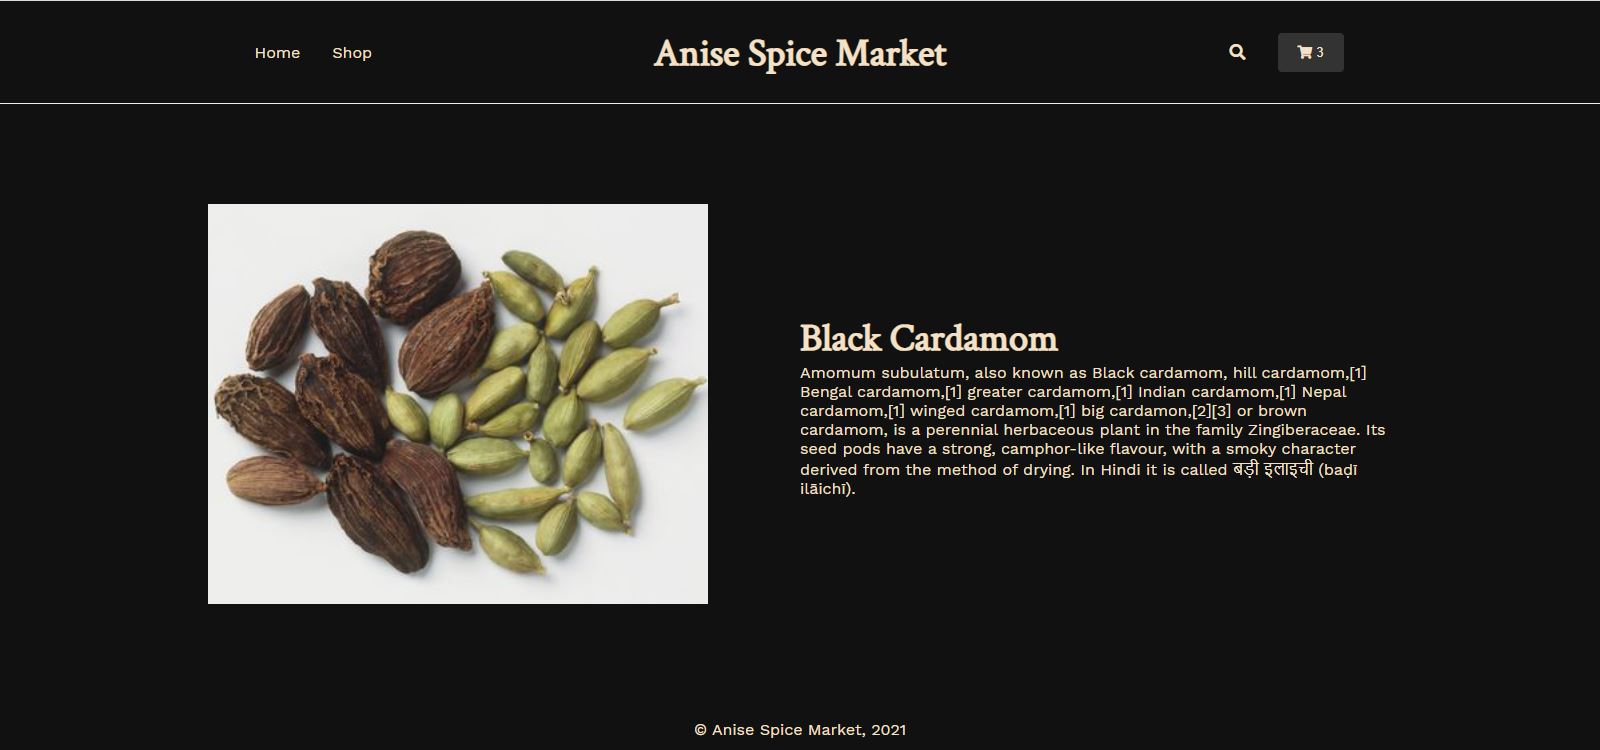 Home Shop Anise Spice Market 3
Black Cardamom
Amomum subulatum, also known as Black cardamom, hill cardamom,[1]
Bengal cardamom,[1] greater cardamom,[1] Indian cardamom,[1] Nepal
cardamom,[1] winged cardamom,[1] big cardamon,[2][3] or brown
cardamom, is a perennial herbaceous plant in the family Zingiberaceae. Its
seed pods have a strong, camphor-like flavour, with a smoky character
derived from the method of drying. In Hindi it is called बड़ी इलाइची (baḍī
ilāichī).
© Anise Spice Market, 2021